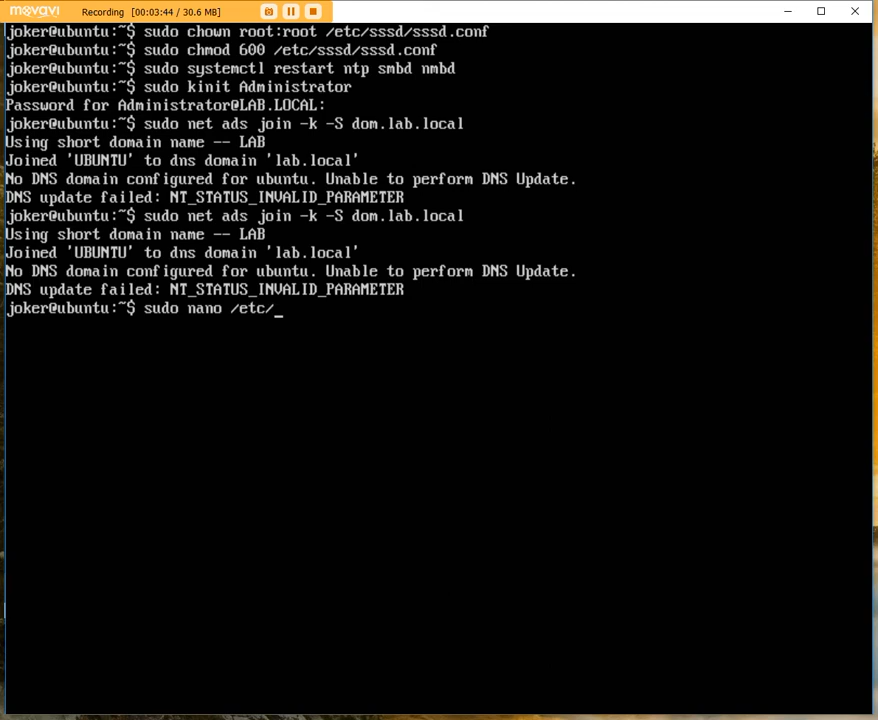 movavi Recording [00:03:44 / 30.6 MB]
joker@ubuntu:~$ sudo chown root:root /etc/sssd/sssd.conf
joker@ubuntu:~$ sudo chmod 600 /etc/sssd/sssd.conf
joker@ubuntu:~$ sudo systemctl restart ntp smbd nmbd
joker@ubuntu:~$ sudo kinit Administrator
Password for Administrator@LAB.LOCAL:
joker@ubuntu:~$ sudo net ads join -k -S dom.lab.local
Using short domain name -- LAB
Joined 'UBUNTU' to dns domain 'lab.local'
No DNS domain configured for ubuntu. Unable to perform DNS Update.
DNS update failed: NT_STATUS_INVALID_PARAMETER
joker@ubuntu:~$ sudo net ads join -k -S dom.lab.local
Using short domain name -- LAB
Joined 'UBUNTU' to dns domain 'lab.local'
No DNS domain configured for ubuntu. Unable to perform DNS Update.
DNS update failed: NT_STATUS_INVALID_PARAMETER
joker@ubuntu:~$ sudo nano /etc/_